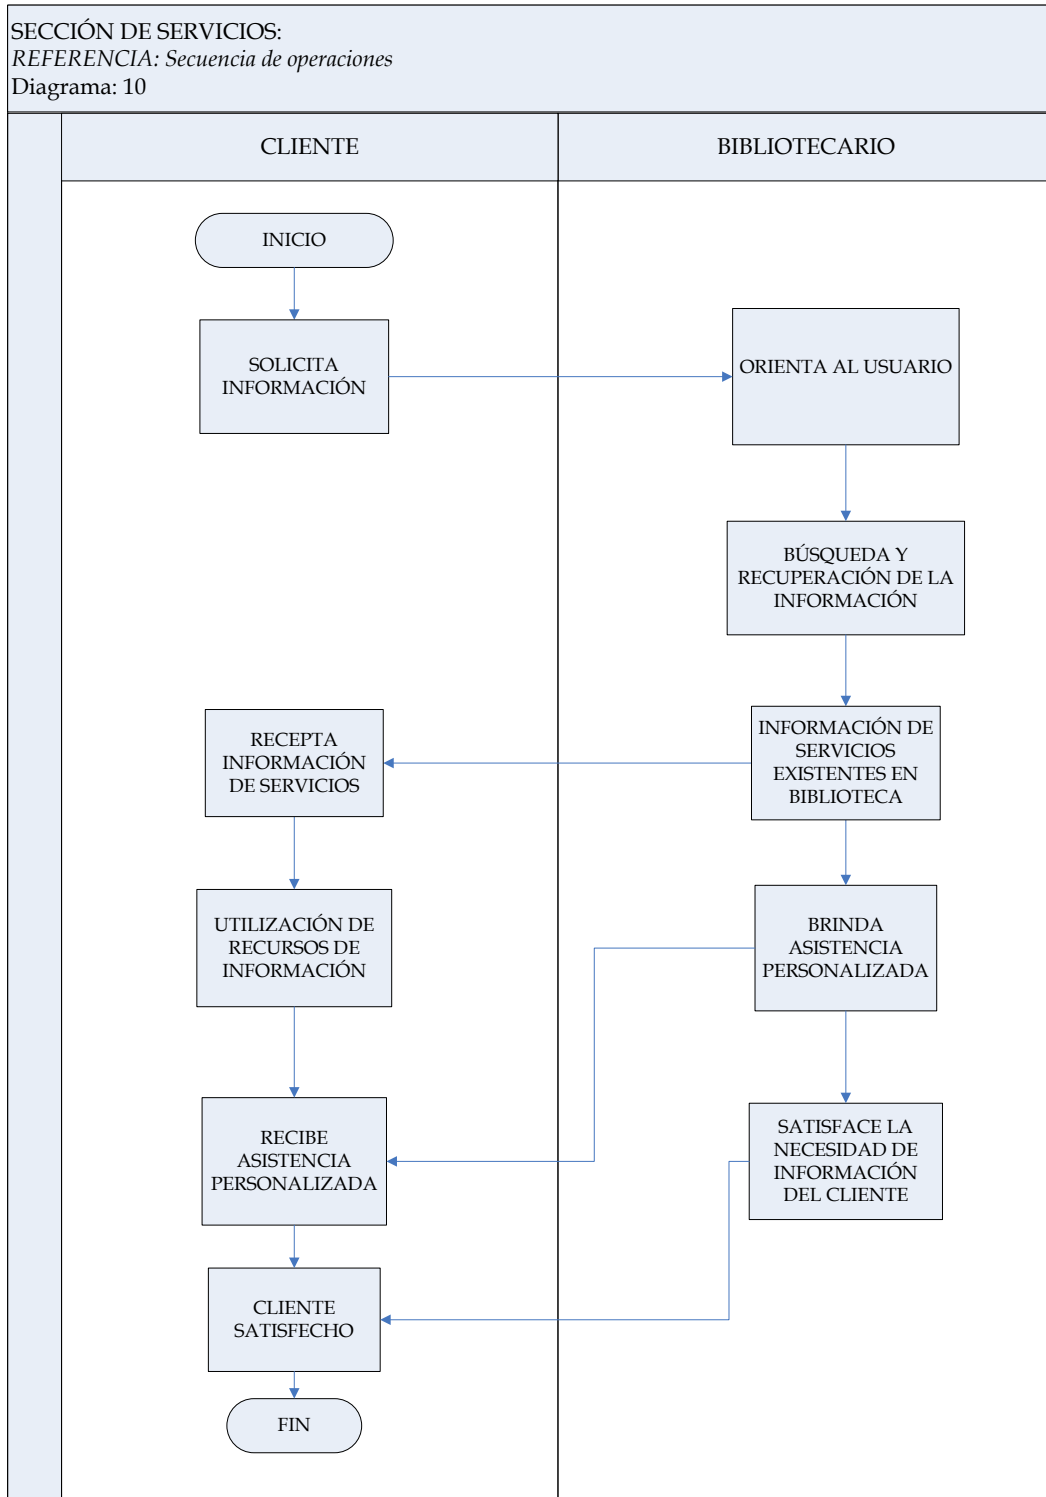 SECCIÓN DE SERVICIOS:
REFERENCIA: Secuencia de operaciones
Diagrama: 10
CLIENTE
BIBLIOTECARIO
INICIO
SOLICITA
INFORMACIÓN
ORIENTA AL USUARIO
BÚSQUEDA Y
RECUPERACIÓN DE LA
INFORMACIÓN
INFORMACIÓN DE
SERVICIOS
EXISTENTES EN
BIBLIOTECA
RECEPTA
INFORMACIÓN
DE SERVICIOS
UTILIZACIÓN DE
RECURSOS DE
INFORMACIÓN
BRINDA
ASISTENCIA
PERSONALIZADA
RECIBE
ASISTENCIA
PERSONALIZADA
SATISFACE LA
NECESIDAD DE
INFORMACIÓN
DEL CLIENTE
CLIENTE
SATISFECHO
FIN